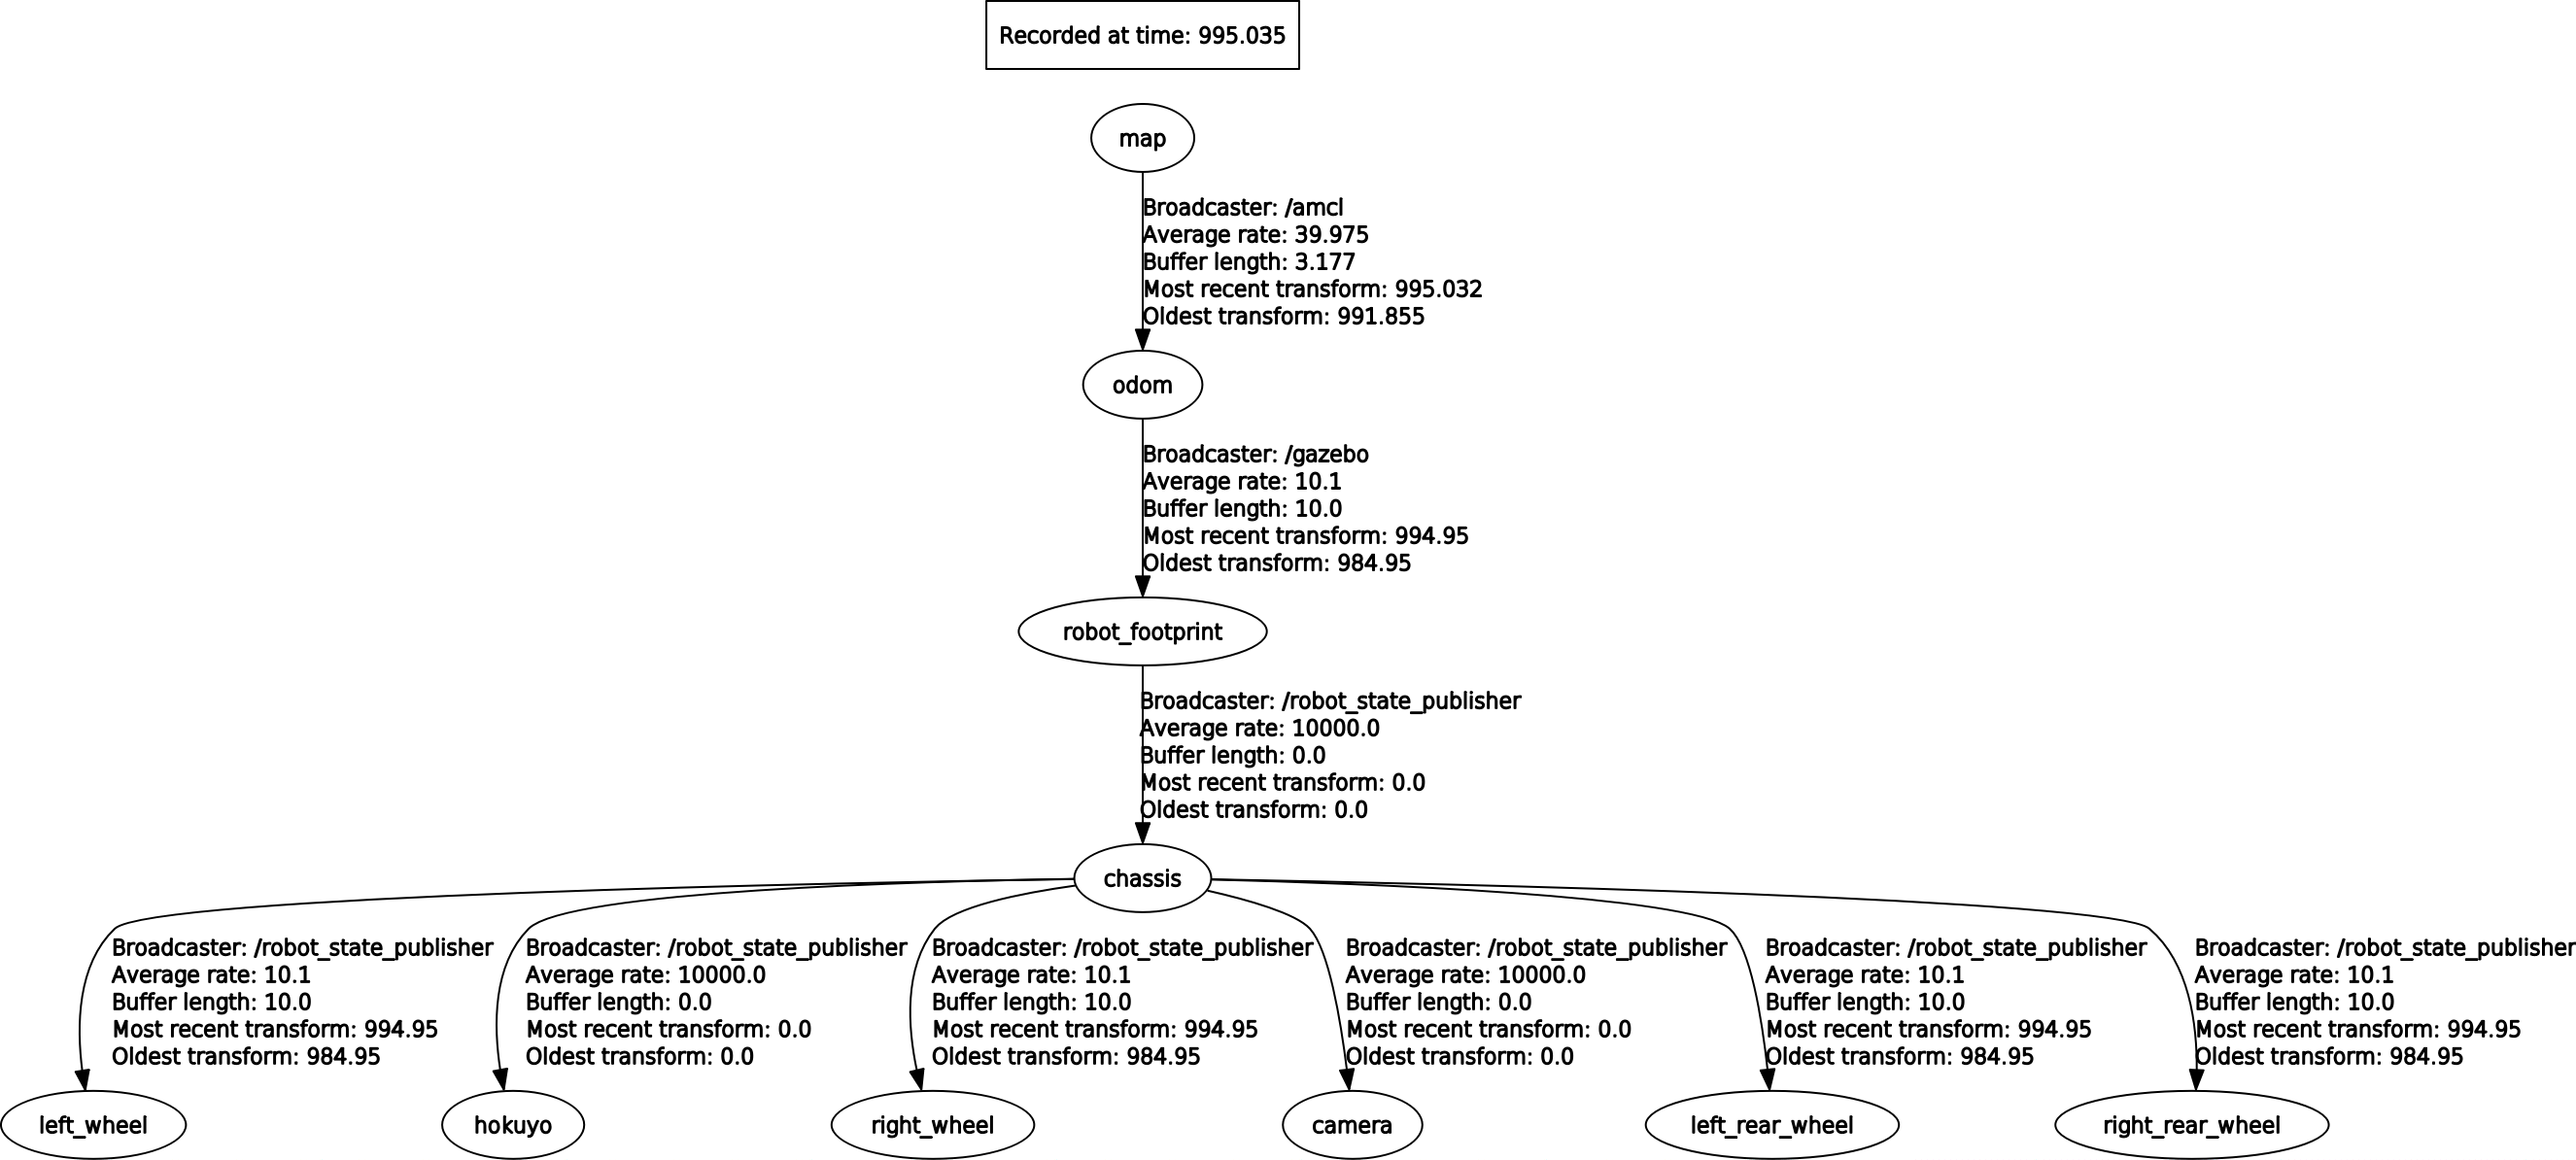 Recorded at time: 995.035
map
Broadcaster: /amcl
Average rate: 39.975
Buffer length: 3.177
Most recent transform: 995.032
Oldest transform: 991.855
odom
Broadcaster: /gazebo
Average rate: 10.1
Buffer length: 10.0
Most recent transform: 994.95
Oldest transform: 984.95
robot_footprint
Broadcaster: /robot_state_publisher
Average rate: 10000.0
Buffer length: 0.0
Most recent transform: 0.0
Oldest transform: 0.0
chassis
Broadcaster: /robot_state_publisher
Average rate: 10.1
Buffer length: 10.0
Most recent transform: 994.95
Oldest transform: 984.95
left_wheel
Broadcaster: /robot_state_publisher
Average rate: 10000.0
Buffer length: 0.0
Most recent transform: 0.0
Oldest transform: 0.0
hokuyo
Broadcaster: /robot_state_publisher
Average rate: 10.1
Buffer length: 10.0
Most recent transform: 994.95
Oldest transform: 984.95
right_wheel
Broadcaster: /robot_state_publisher
Average rate: 10000.0
Buffer length: 0.0
Most recent transform: 0.0
Oldest transform: 0.0
camera
Broadcaster: /robot_state_publisher
Average rate: 10.1
Buffer length: 10.0
Most recent transform: 994.95
Oldest transform: 984.95
left_rear_wheel
Broadcaster: /robot_state_publisher
Average rate: 10.1
Buffer length: 10.0
Most recent transform: 994.95
Oldest transform: 984.95
right_rear_wheel